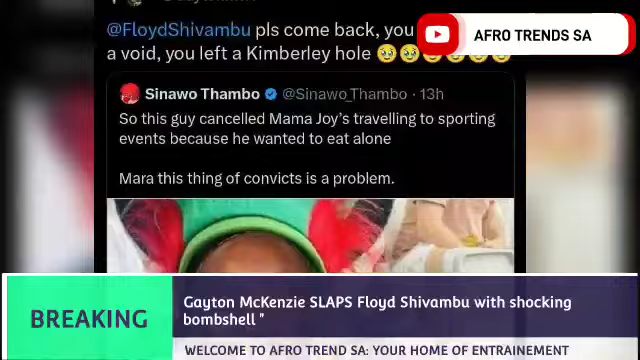 @FloydShivambu pls come back, you
a void, you left a Kimberley hole 🥹🥹🥹🥹🥹🥹
AFRO TRENDS SA
Sinawo Thambo @Sinawo_Thambo · 13h
So this guy cancelled Mama Joy's travelling to sporting
events because he wanted to eat alone
Mara this thing of convicts is a problem.
BREAKING
Gayton McKenzie SLAPS Floyd Shivambu with shocking
bombshell "
WELCOME TO AFRO TREND SA: YOUR HOME OF ENTRAINEMENT